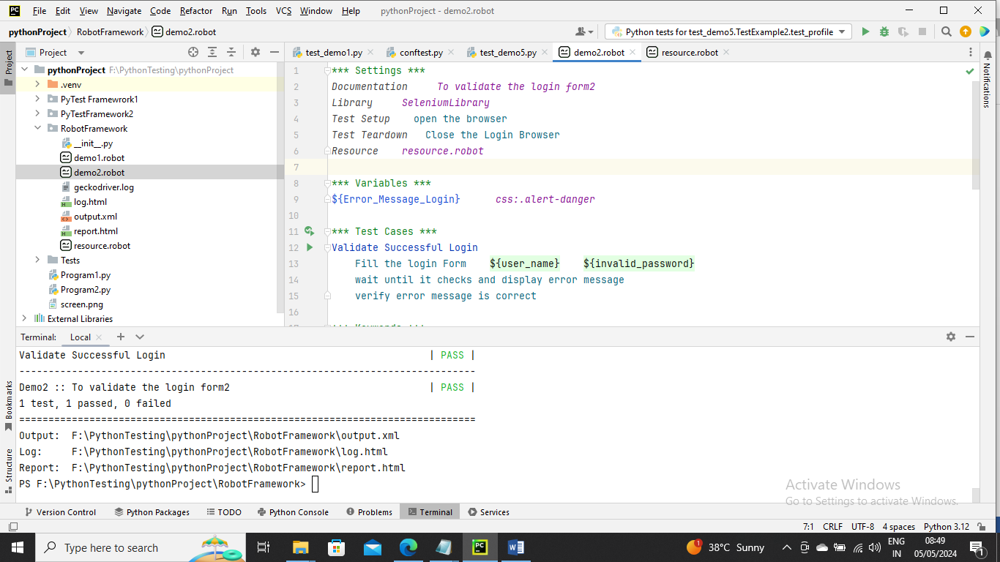 File Edit View Navigate Code Refactor Run Tools VCS Window Help pythonProject - demo2.robot
pythonProject RobotFramework demo2.robot Python tests for test_demo5.TestExample2.test_profile
Project
Project
test_demo1.py conftest.py test_demo5.py demo2.robot resource.robot
Notifications
pythonProject F:\PythonTesting\pythonProject
.venv
PyTest Framewrork1
PyTestFramework2
RobotFramework
__init__.py
demo1.robot
demo2.robot
geckodriver.log
log.html
output.xml
report.html
resource.robot
Tests
Program1.py
Program2.py
screen.png
External Libraries
1 *** Settings ***
2 Documentation To validate the login form2
3 Library SeleniumLibrary
4 Test Setup open the browser
5 Test Teardown Close the Login Browser
6 Resource resource.robot
7
8 *** Variables ***
9 ${Error_Message_Login} css:.alert-danger
10
11 *** Test Cases ***
12 Validate Successful Login
13 Fill the login Form ${user_name} ${invalid_password}
14 wait until it checks and display error message
15 verify error message is correct
16
Terminal: Local
Validate Successful Login | PASS |
------------------------------------------------------------------------------
Demo2 :: To validate the login form2 | PASS |
1 test, 1 passed, 0 failed
==============================================================================
Output: F:\PythonTesting\pythonProject\RobotFramework\output.xml
Log: F:\PythonTesting\pythonProject\RobotFramework\log.html
Report: F:\PythonTesting\pythonProject\RobotFramework\report.html
PS F:\PythonTesting\pythonProject\RobotFramework>
Bookmarks
Structure
Activate Windows
Go to Settings to activate Windows.
Version Control Python Packages TODO Python Console Problems Terminal Services
7:1 CRLF UTF-8 4 spaces Python 3.12
Type here to search
38°C Sunny
ENG
IN
08:49
05/05/2024